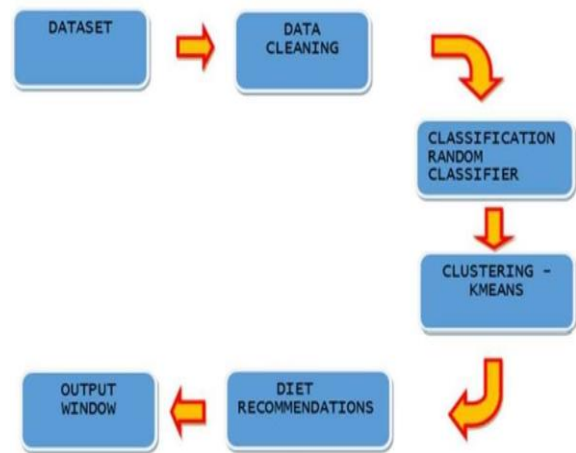 DATASET
DATA
CLEANING
CLASSIFICATION
RANDOM
CLASSIFIER
CLUSTERING –
KMEANS
DIET
RECOMMENDATIONS
OUTPUT
WINDOW